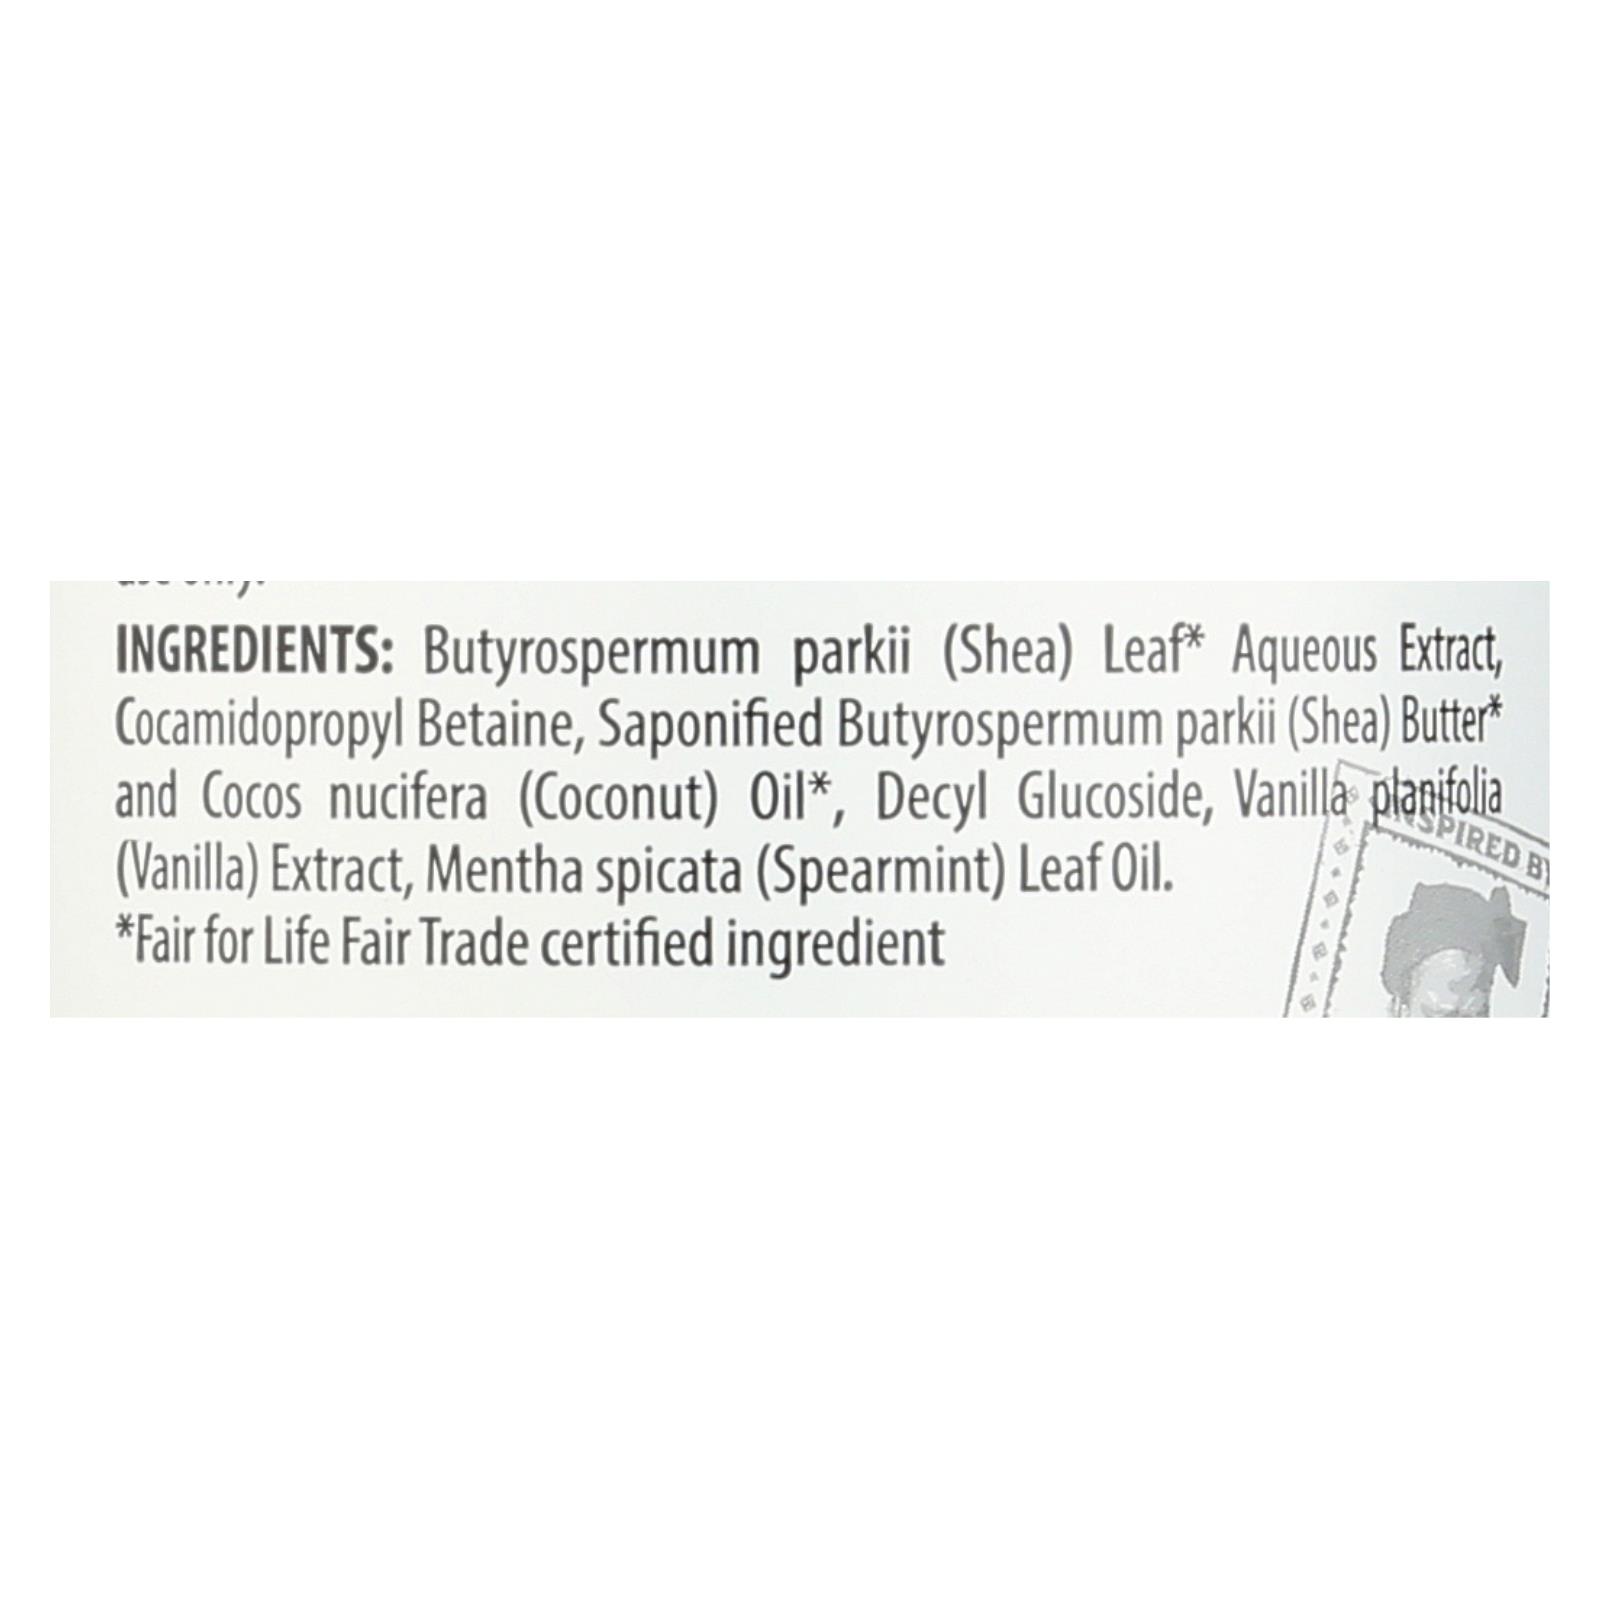 INGREDIENTS: Butyrospermum parkii (Shea) Leaf* Aqueous Extract,
Cocamidopropyl Betaine, Saponified Butyrospermum parkii (Shea) Butter*
and Cocos nucifera (Coconut) Oil*, Decyl Glucoside, Vanilla planifolia
(Vanilla) Extract, Mentha spicata (Spearmint) Leaf Oil.
*Fair for Life Fair Trade certified ingredient
INSPIRED BY